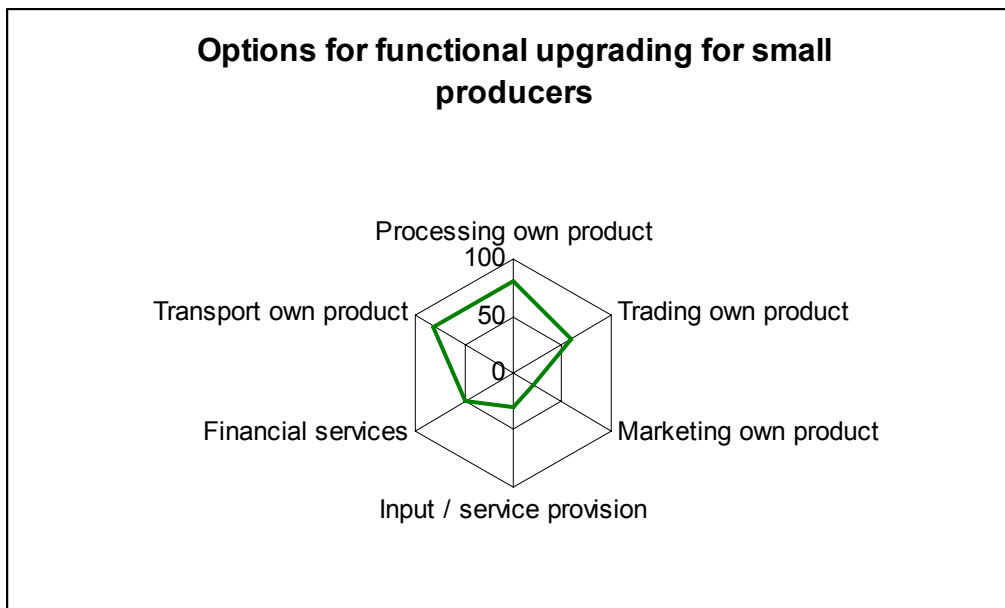 Options for functional upgrading for small
producers
Processing own product
100
Transport own product
50
Trading own product
0
Financial services
Marketing own product
Input / service provision